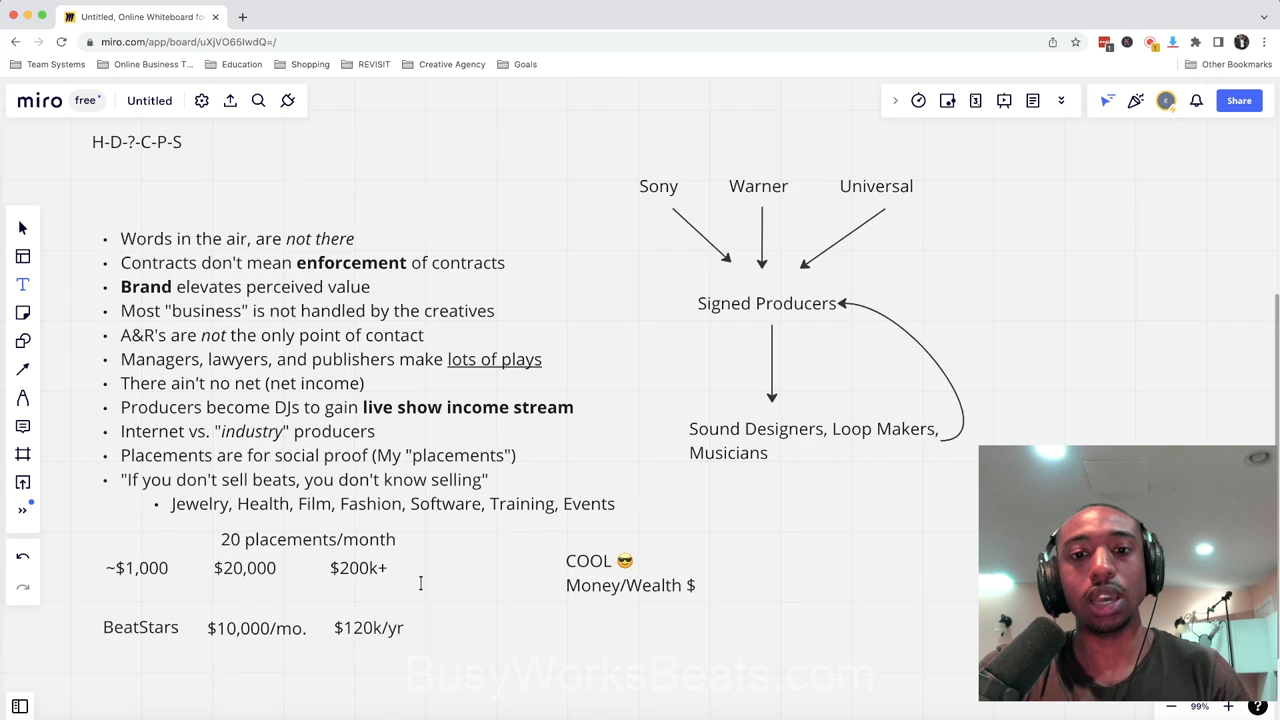 Untitled, Online Whiteboard for
miro.com/app/board/uXjVO65IwdQ=/
Team Systems
Online Business T...
Education
Shopping
REVISIT
Creative Agency
Goals
Other Bookmarks
miro free Untitled
Share
H-D-?-C-P-S
Sony Warner Universal
• Words in the air, are not there
• Contracts don't mean enforcement of contracts
• Brand elevates perceived value
• Most "business" is not handled by the creatives
• A&R's are not the only point of contact
• Managers, lawyers, and publishers make lots of plays
• There ain't no net (net income)
• Producers become DJs to gain live show income stream
• Internet vs. "industry" producers
• Placements are for social proof (My "placements")
• "If you don't sell beats, you don't know selling"
• Jewelry, Health, Film, Fashion, Software, Training, Events
Signed Producers
Sound Designers, Loop Makers,
Musicians
20 placements/month
~$1,000 $20,000 $200k+
BeatStars $10,000/mo. $120k/yr
COOL 😎
Money/Wealth $
BusyWorksBeats.com
99%